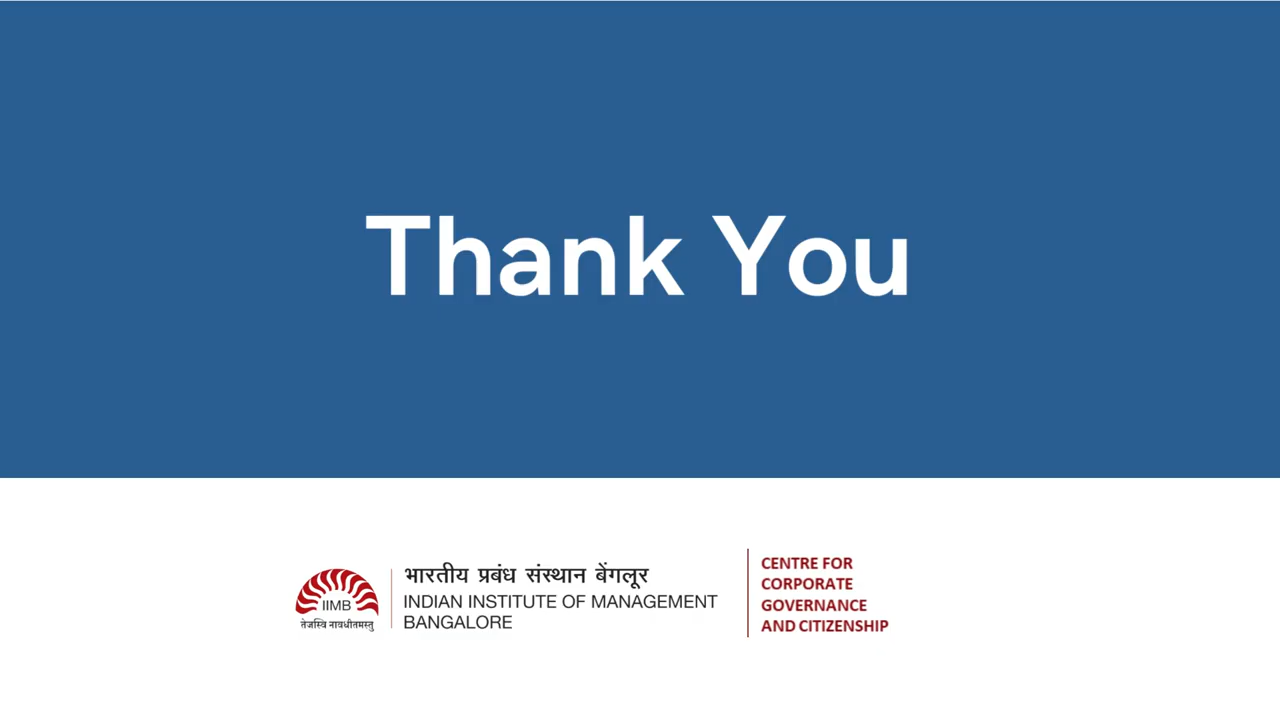 Thank You
IIMB
तेजस्वि नावधीतमस्तु
भारतीय प्रबंध संस्थान बेंगलूर
INDIAN INSTITUTE OF MANAGEMENT
BANGALORE
CENTRE FOR
CORPORATE
GOVERNANCE
AND CITIZENSHIP